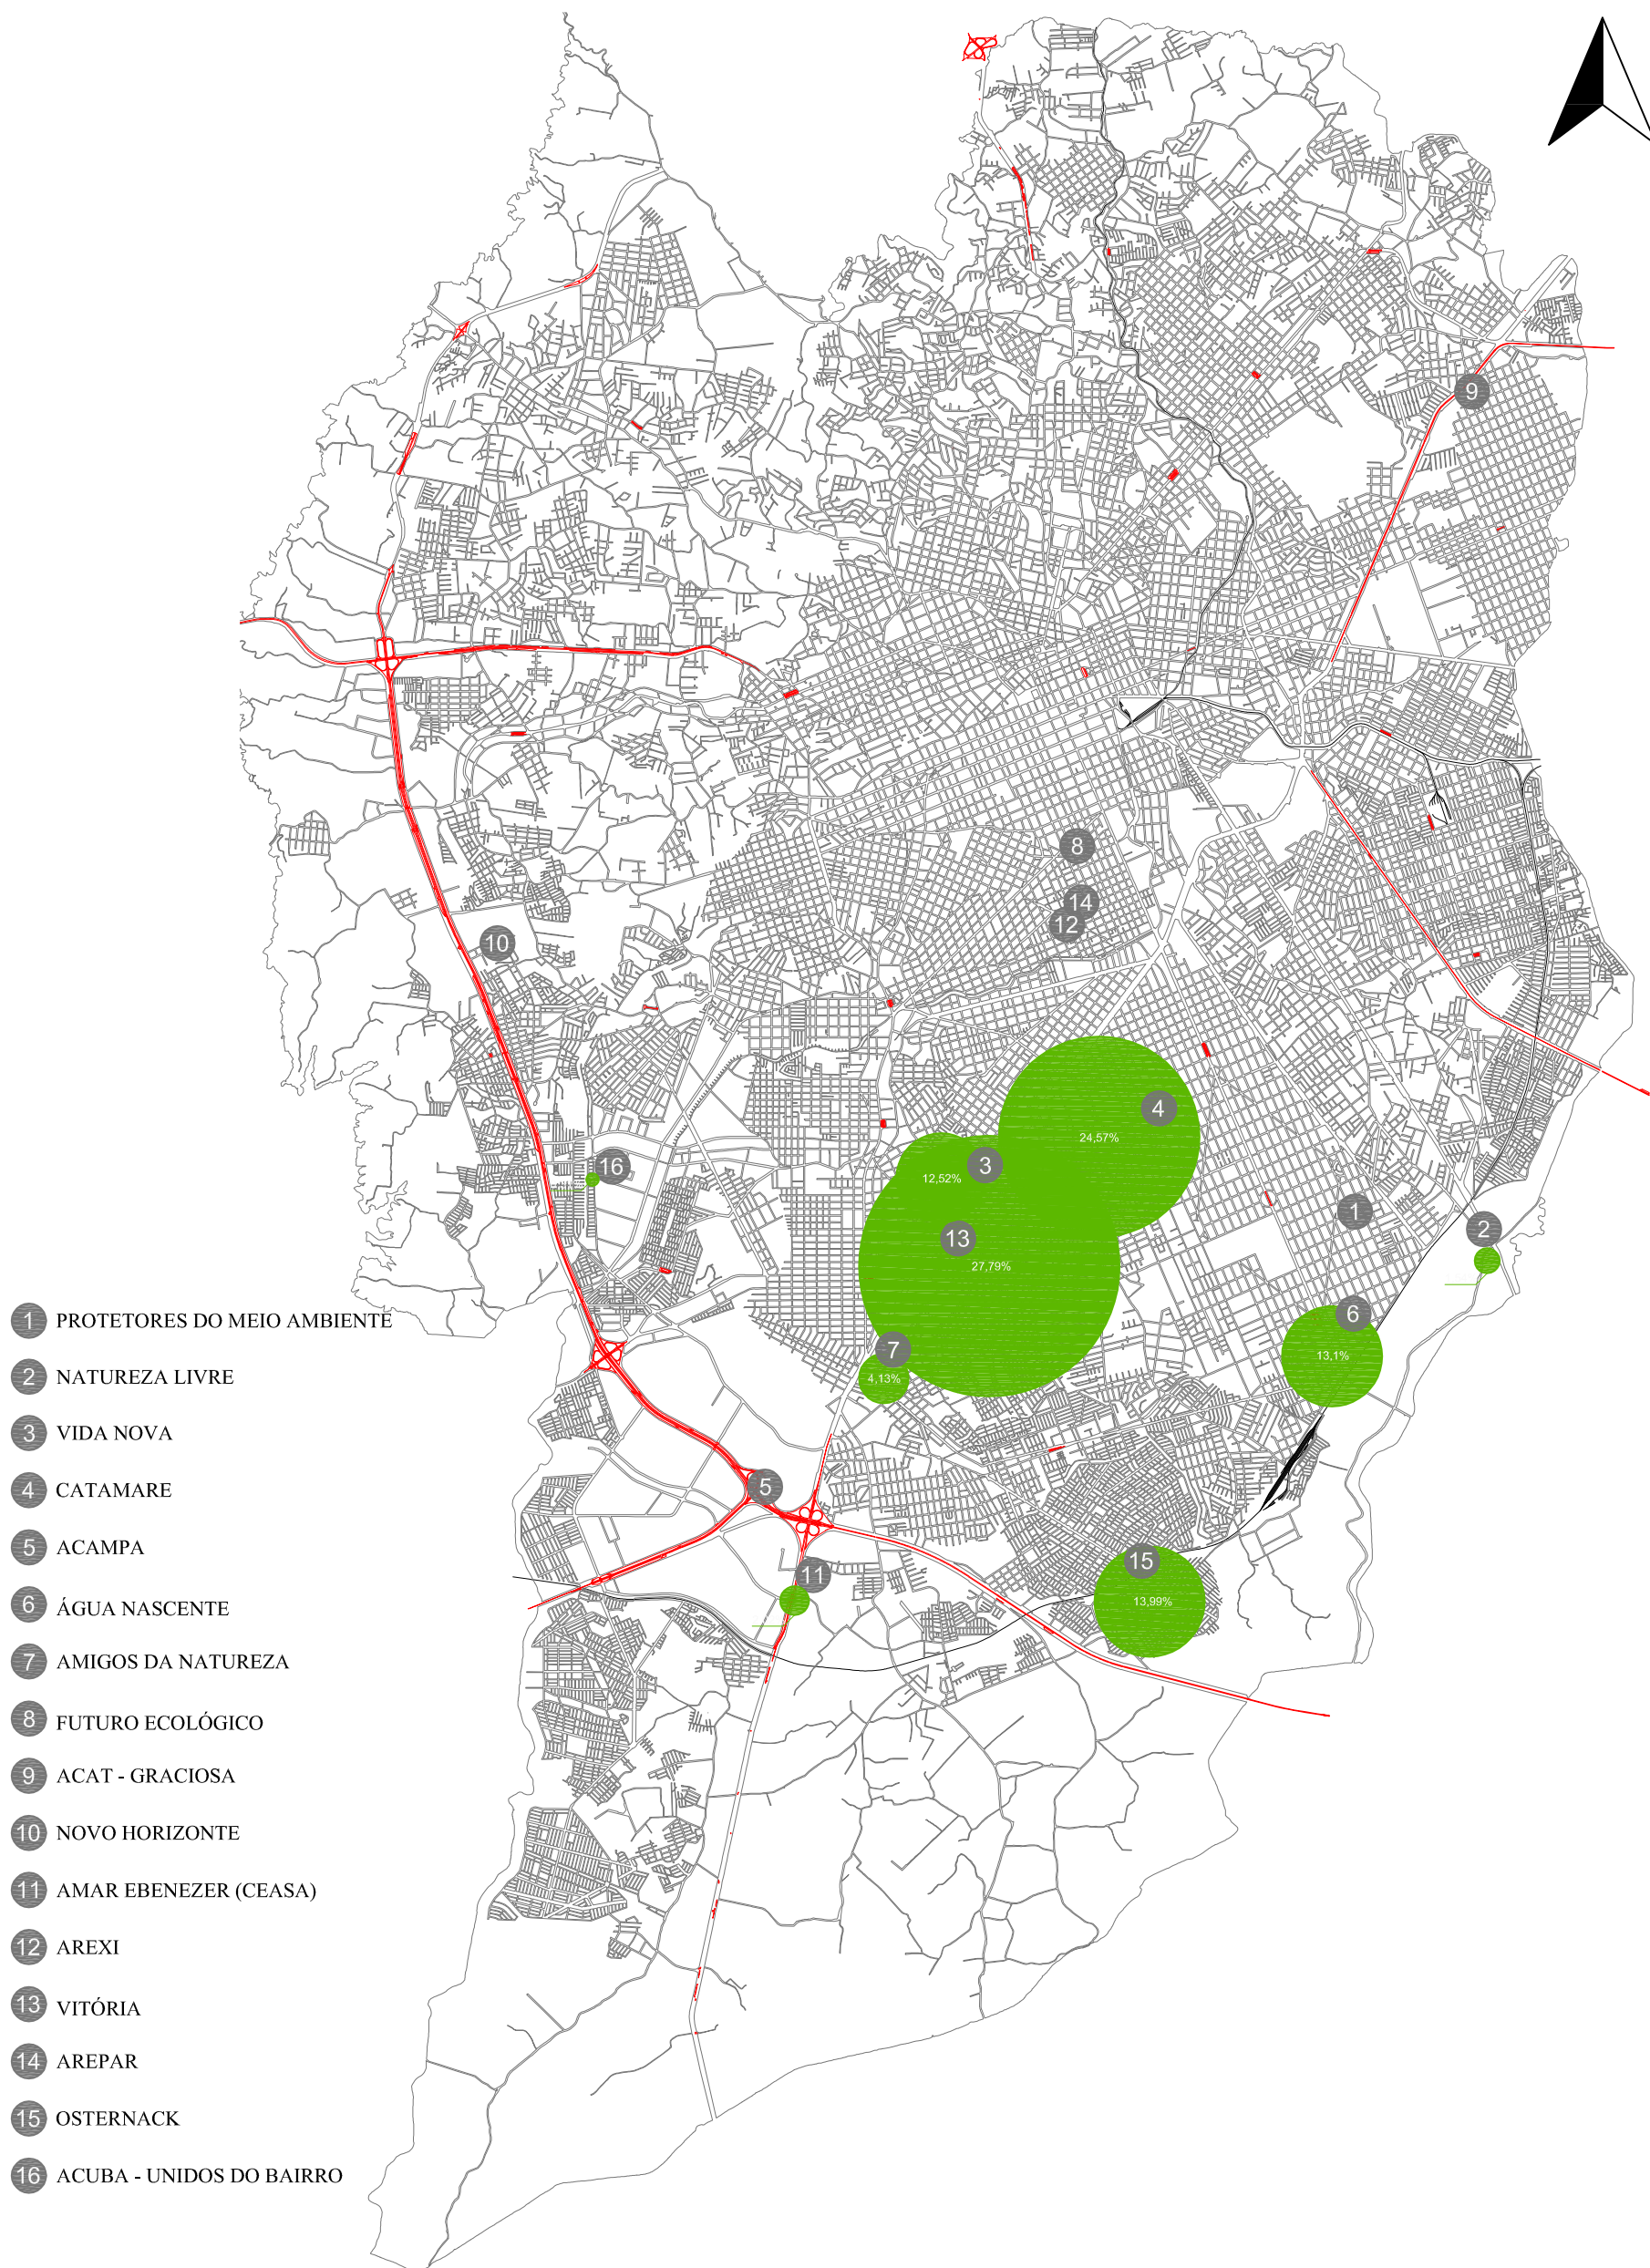 9
8
14
12
10
4
24,57%
3
16
12,52%
1
2
13
27,79%
6
7
13,1%
4,13%
5
15
11
13,99%
1 PROTETORES DO MEIO AMBIENTE
2 NATUREZA LIVRE
3 VIDA NOVA
4 CATAMARE
5 ACAMPA
6 ÁGUA NASCENTE
7 AMIGOS DA NATUREZA
8 FUTURO ECOLÓGICO
9 ACAT - GRACIOSA
10 NOVO HORIZONTE
11 AMAR EBENEZER (CEASA)
12 AREXI
13 VITÓRIA
14 AREPAR
15 OSTERNACK
16 ACUBA - UNIDOS DO BAIRRO